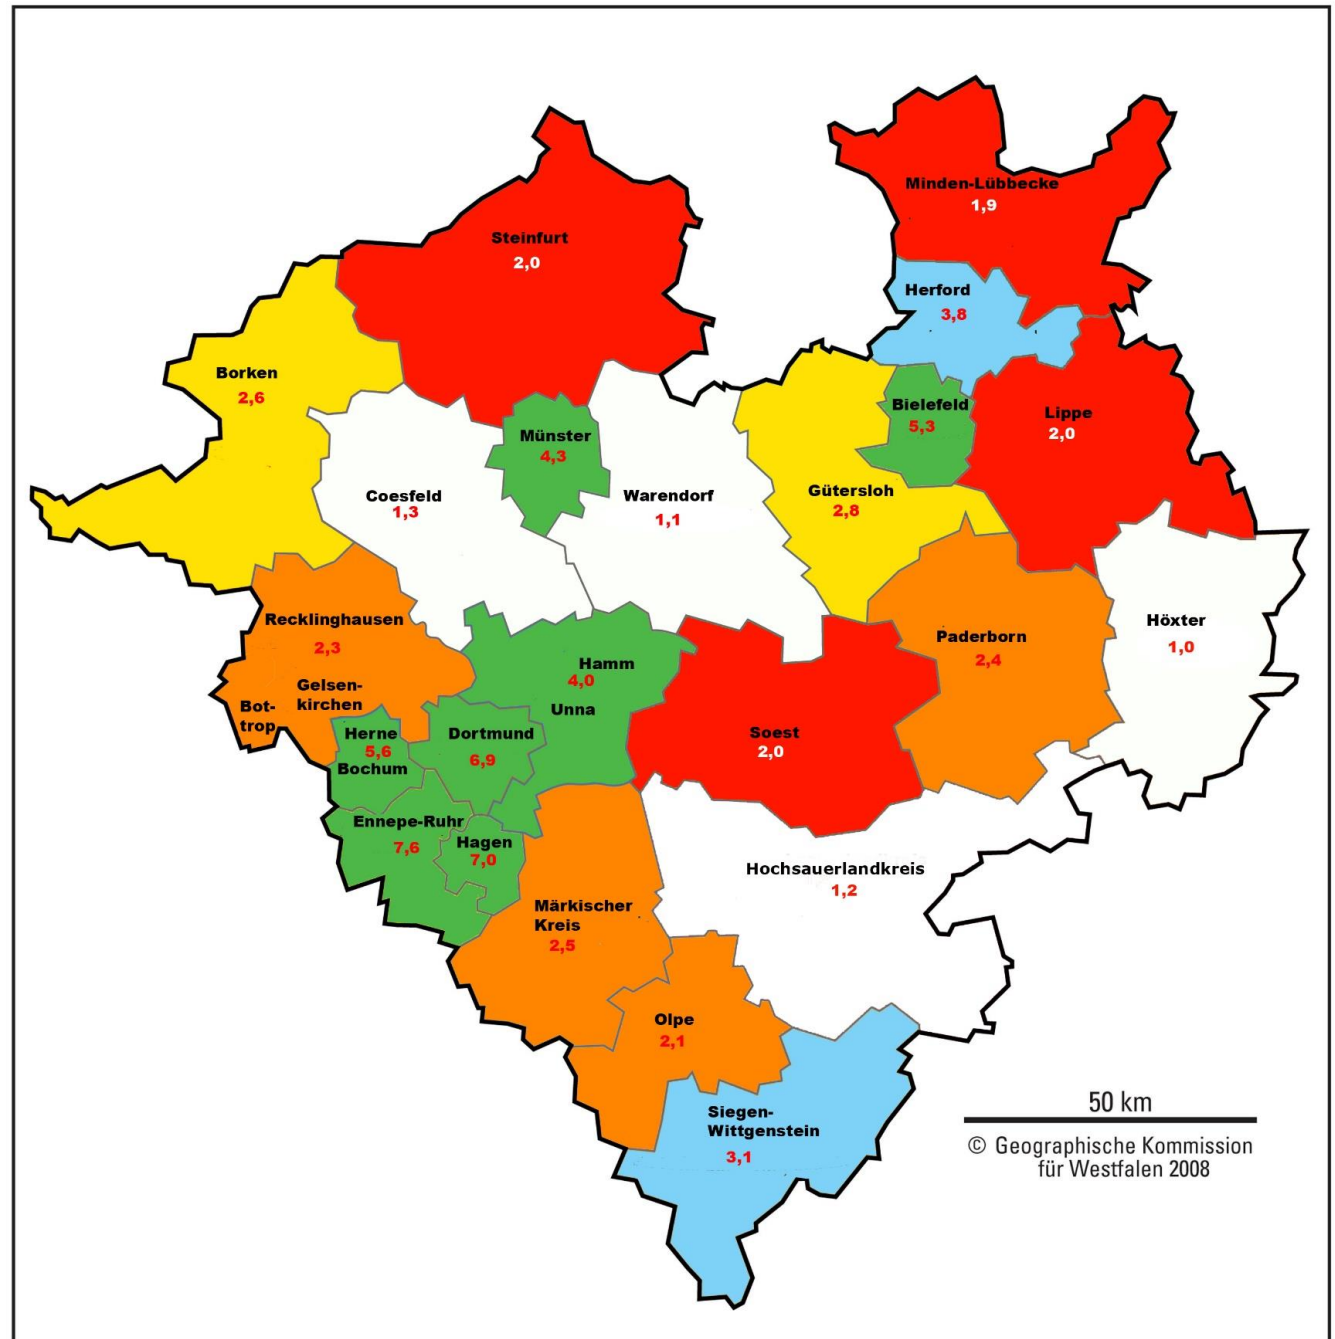 Minden-Lübbecke
1,9
Steinfurt
2,0
Herford
3,8
Borken
2,6
Bielefeld
5,3
Lippe
2,0
Münster
4,3
Coesfeld
1,3
Warendorf
1,1
Gütersloh
2,8
Recklinghausen
2,3
Höxter
1,0
Paderborn
2,4
Hamm
4,0
Unna
Gelsen-
kirchen
Bot-
trop
Herne
5,6
Bochum
Dortmund
6,9
Soest
2,0
Ennepe-Ruhr
7,6
Hagen
7,0
Hochsauerlandkreis
1,2
Märkischer
Kreis
2,5
Olpe
2,1
Siegen-
Wittgenstein
3,1
50 km
© Geographische Kommission
für Westfalen 2008